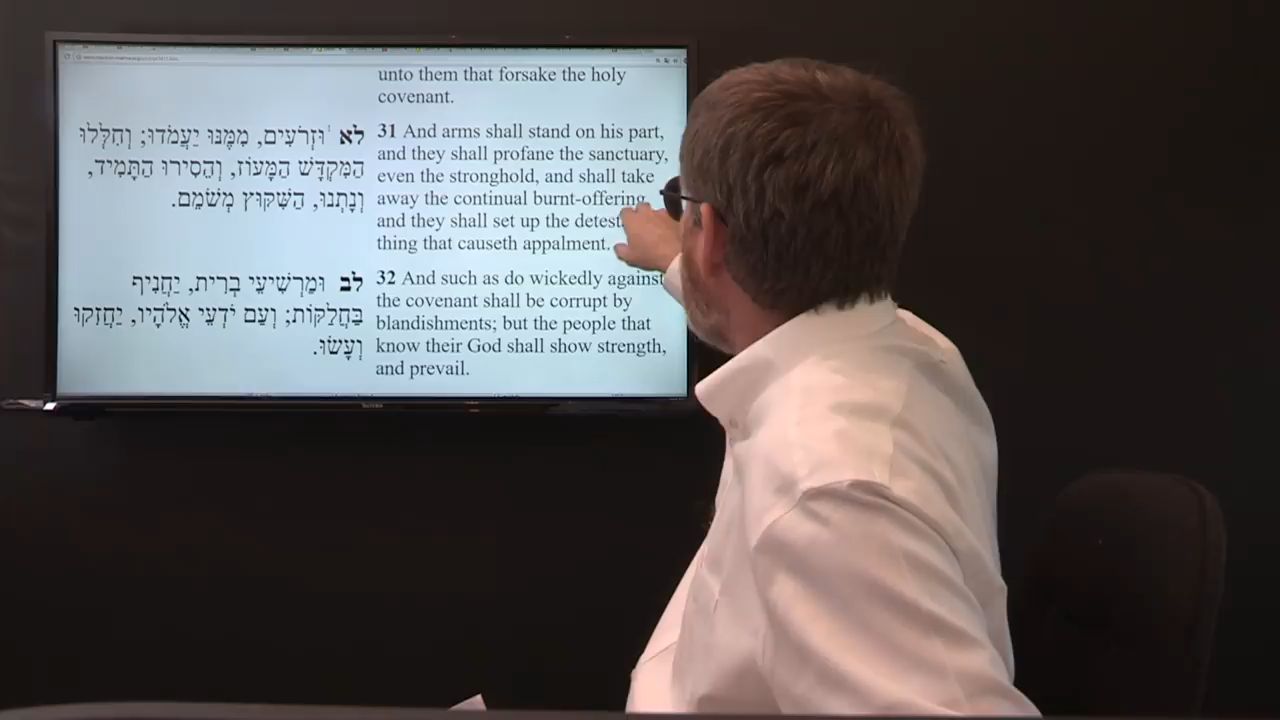 unto them that forsake the holy
covenant.
לא וּזְרֹעִים, מִמֶּנּוּ יַעֲמֹדוּ; וְחִלְּלוּ
הַמִּקְדָּשׁ הַמָּעוֹז, וְהֵסִירוּ הַתָּמִיד,
וְנָתְנוּ, הַשִּׁקּוּץ מְשֹׁמֵם.
31 And arms shall stand on his part,
and they shall profane the sanctuary,
even the stronghold, and shall take
away the continual burnt-offering
and they shall set up the detest
thing that causeth appalment.
לב וּמַרְשִׁיעֵי בְרִית, יַחֲנִיף
בַּחֲלַקּוֹת; וְעַם יֹדְעֵי אֱלֹהָיו, יַחֲזִקוּ
וְעָשׂוּ.
32 And such as do wickedly against
the covenant shall be corrupt by
blandishments; but the people that
know their God shall show strength,
and prevail.